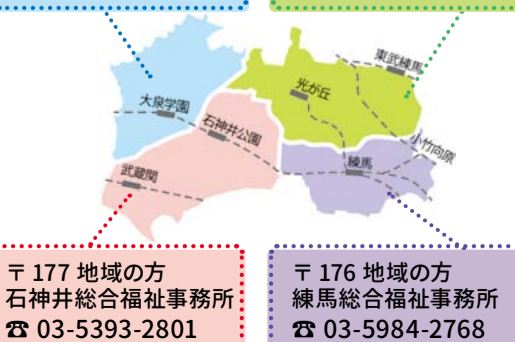 東武練馬
光が丘
大泉学園
石神井公園
小竹向原
練馬
武蔵関
〒177 地域の方
石神井総合福祉事務所
☎ 03-5393-2801
〒176 地域の方
練馬総合福祉事務所
☎ 03-5984-2768